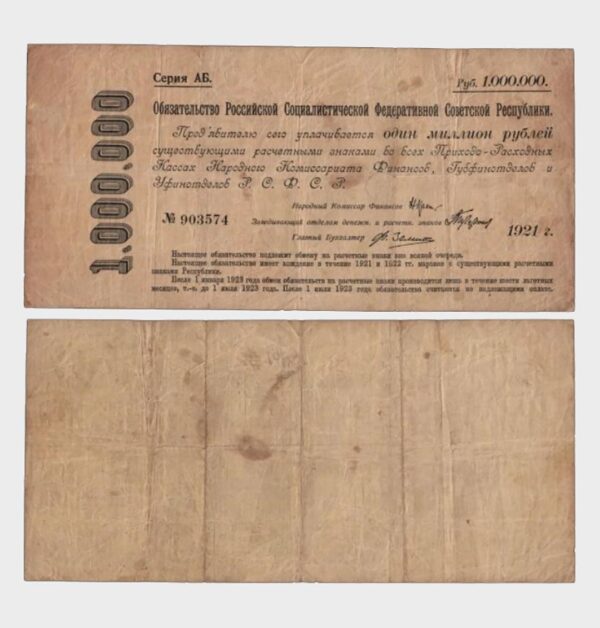 Серия АБ.
Руб. 1.000.000.
1.000.000
Обязательство Российской Социалистической Федеративной Советской Республики.
Пред'явителю сего уплачивается один миллион рублей
существующими расчетными знаками во всех Приходо-Расходных
Кассах Народного Комиссариата Финансов, Губфинотделов и
Уфинотделов Р. С. Ф. С. Р.
Народный Комиссар Финансов
№ 903574
Заведывающий отделом денежн. и расчетн. знаков
1921 г.
Главный Бухгалтер
Настоящее обязательство подлежит обмену на расчетные знаки вне всякой очереди.
Настоящее обязательство имеет хождение в течение 1921 и 1922 гг. наравне с существующими расчетными
знаками Республики.
После 1 января 1923 года обмен обязательств на расчетные знаки производится лишь в течение шести льготных
месяцев, т.-е. до 1 июля 1923 года. После 1 июля 1923 года обязательства считаются не подлежащими оплате.